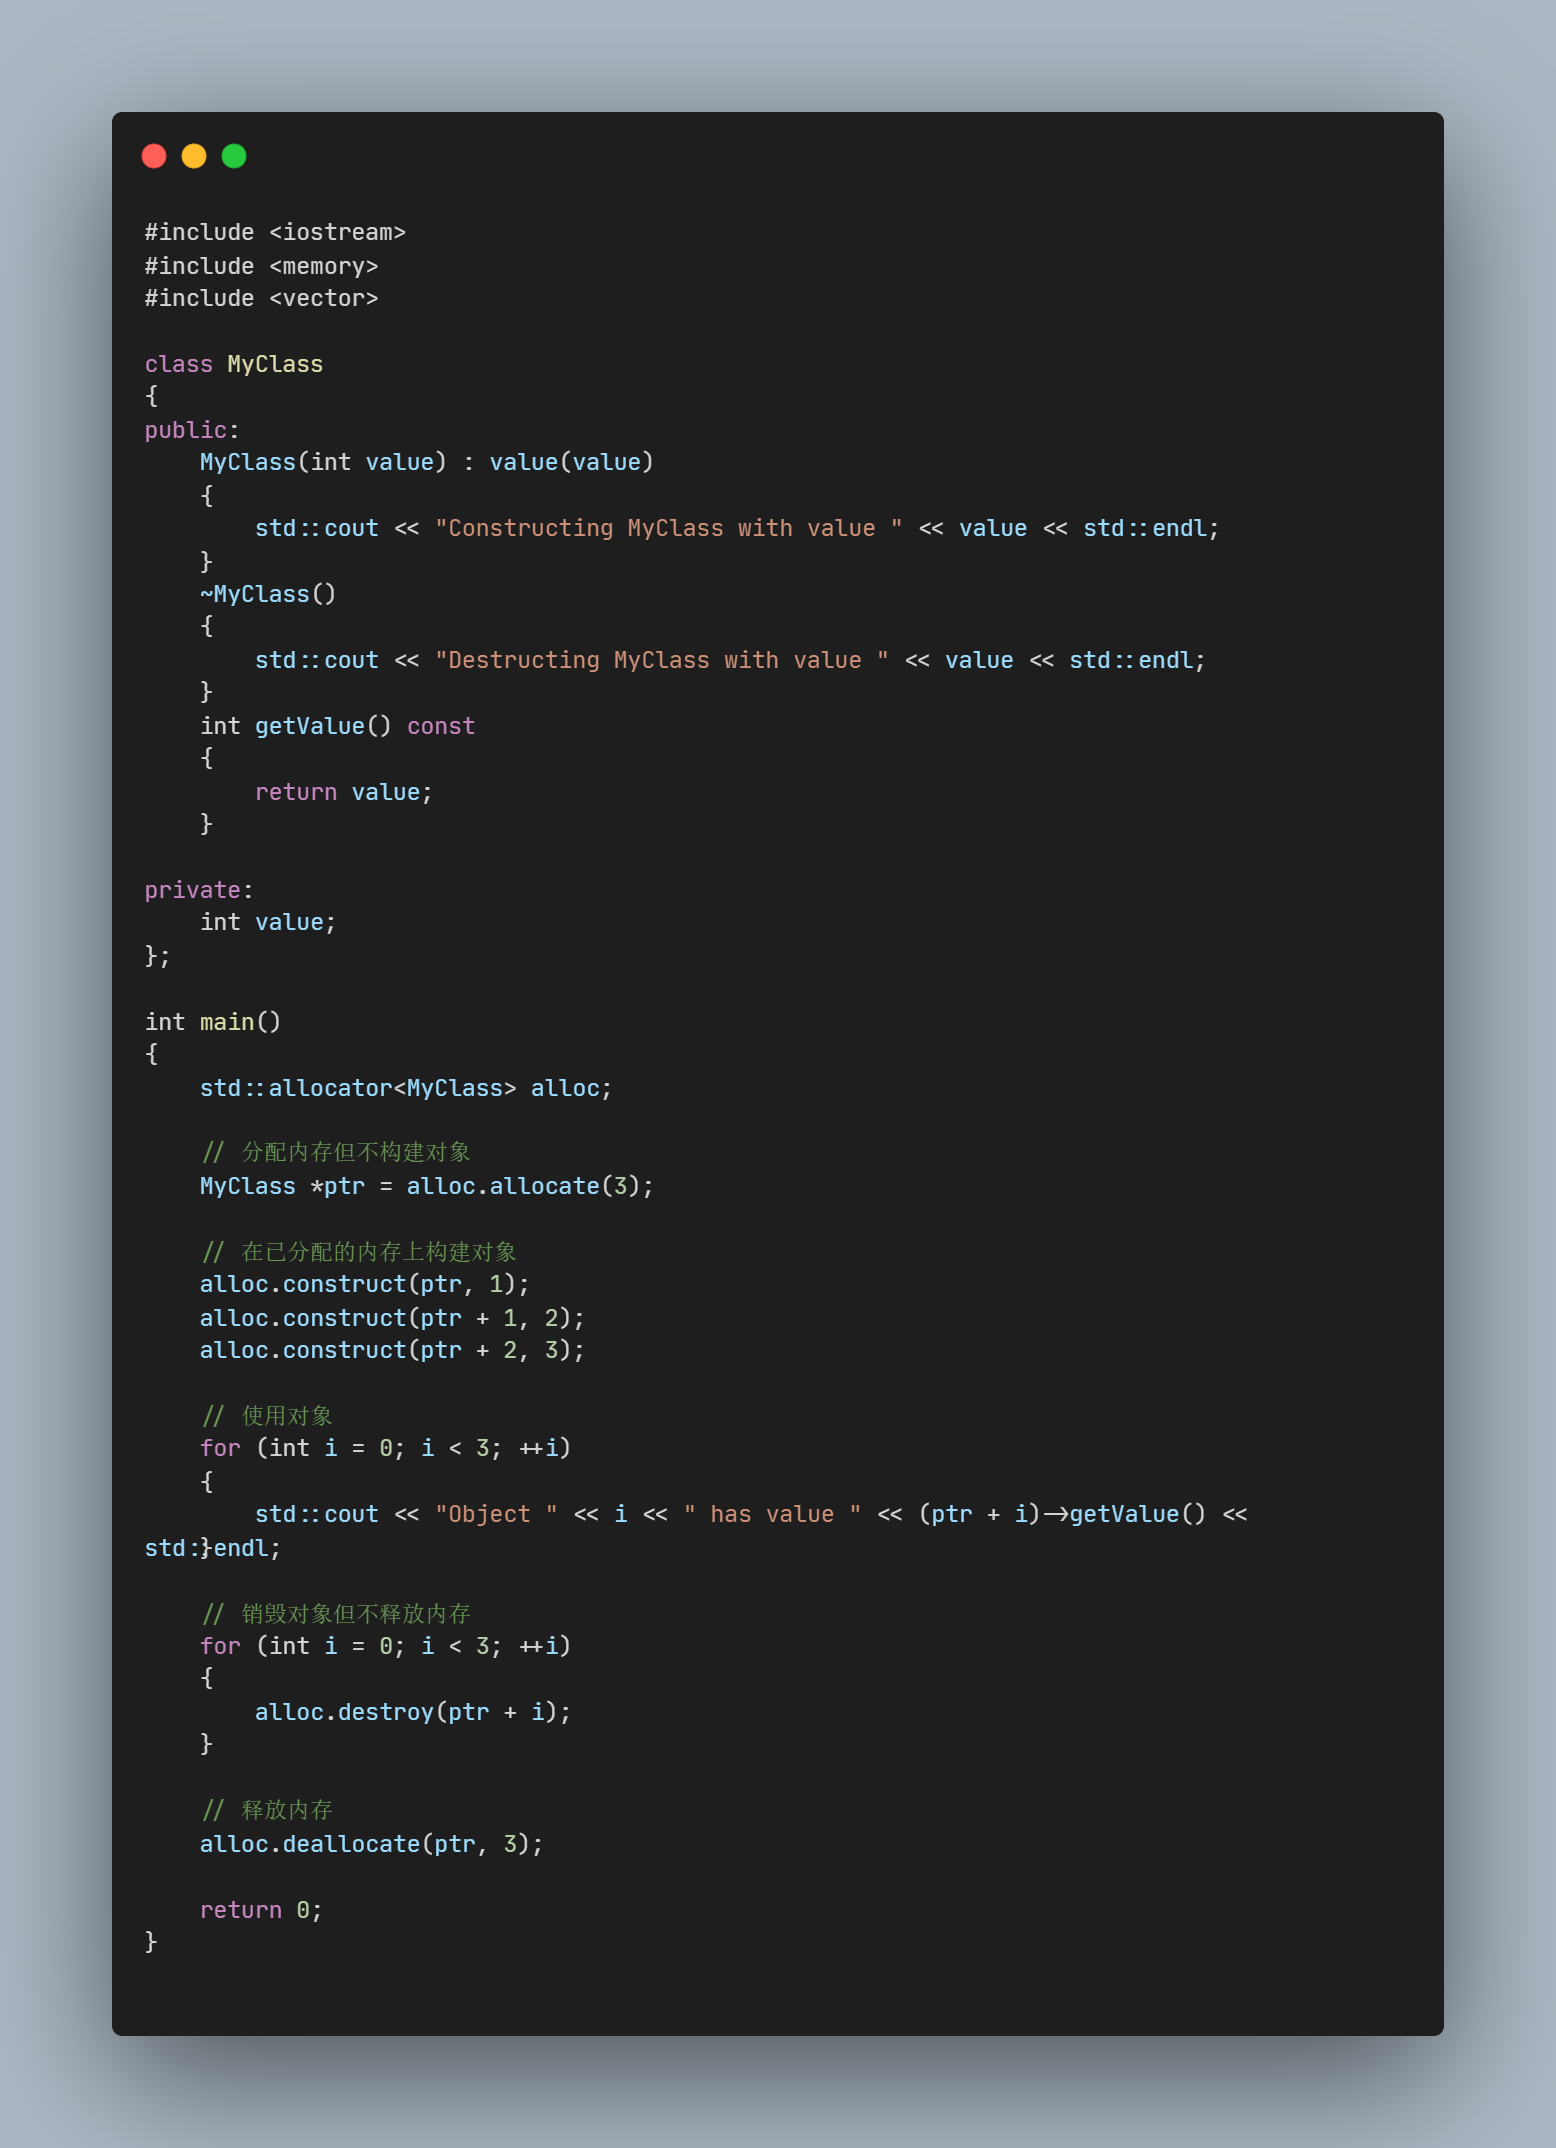 #include <iostream>
#include <memory>
#include <vector>

class MyClass
{
public:
    MyClass(int value) : value(value)
    {
        std::cout << "Constructing MyClass with value " << value << std::endl;
    }
    ~MyClass()
    {
        std::cout << "Destructing MyClass with value " << value << std::endl;
    }
    int getValue() const
    {
        return value;
    }

private:
    int value;
};

int main()
{
    std::allocator<MyClass> alloc;

    // 分配内存但不构建对象
    MyClass *ptr = alloc.allocate(3);

    // 在已分配的内存上构建对象
    alloc.construct(ptr, 1);
    alloc.construct(ptr + 1, 2);
    alloc.construct(ptr + 2, 3);

    // 使用对象
    for (int i = 0; i < 3; ++i)
    {
        std::cout << "Object " << i << " has value " << (ptr + i)->getValue() <<
std::endl;
    }

    // 销毁对象但不释放内存
    for (int i = 0; i < 3; ++i)
    {
        alloc.destroy(ptr + i);
    }

    // 释放内存
    alloc.deallocate(ptr, 3);

    return 0;
}